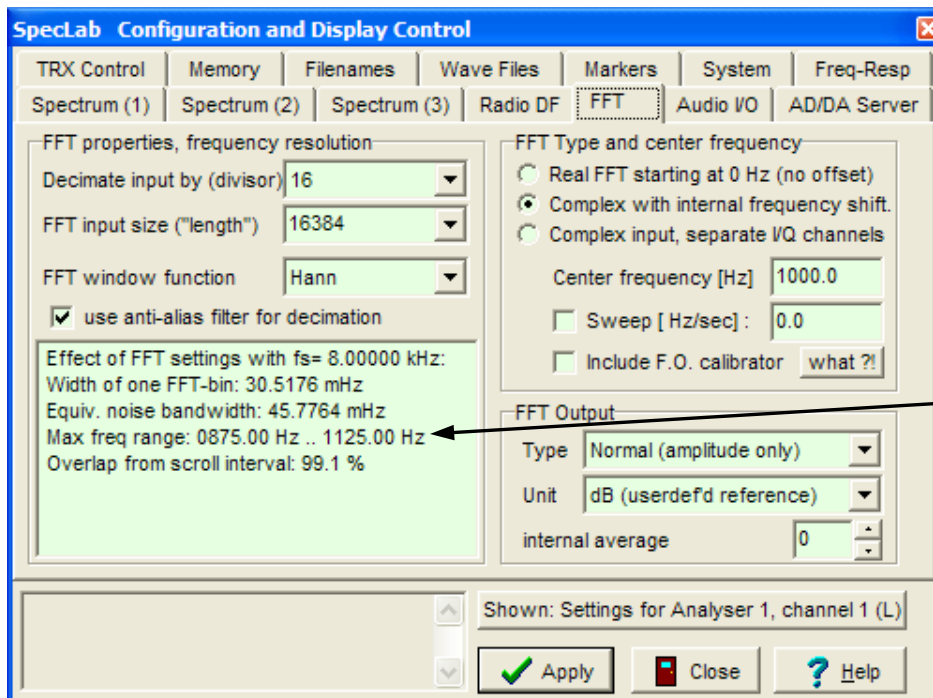 SpecLab Configuration and Display Control
TRX Control Memory Filenames Wave Files Markers System Freq-Resp
Spectrum (1) Spectrum (2) Spectrum (3) Radio DF FFT Audio I/O AD/DA Server
FFT properties, frequency resolution
Decimate input by (divisor) 16
FFT input size ("length") 16384
FFT window function Hann
use anti-alias filter for decimation
Effect of FFT settings with fs= 8.00000 kHz:
Width of one FFT-bin: 30.5176 mHz
Equiv. noise bandwidth: 45.7764 mHz
Max freq range: 0875.00 Hz .. 1125.00 Hz
Overlap from scroll interval: 99.1 %
FFT Type and center frequency
Real FFT starting at 0 Hz (no offset)
Complex with internal frequency shift.
Complex input, separate I/Q channels
Center frequency [Hz] 1000.0
Sweep [ Hz/sec] : 0.0
Include F.O. calibrator what ?!
FFT Output
Type Normal (amplitude only)
Unit dB (userdef'd reference)
internal average 0
Shown: Settings for Analyser 1, channel 1 (L)
Apply Close Help